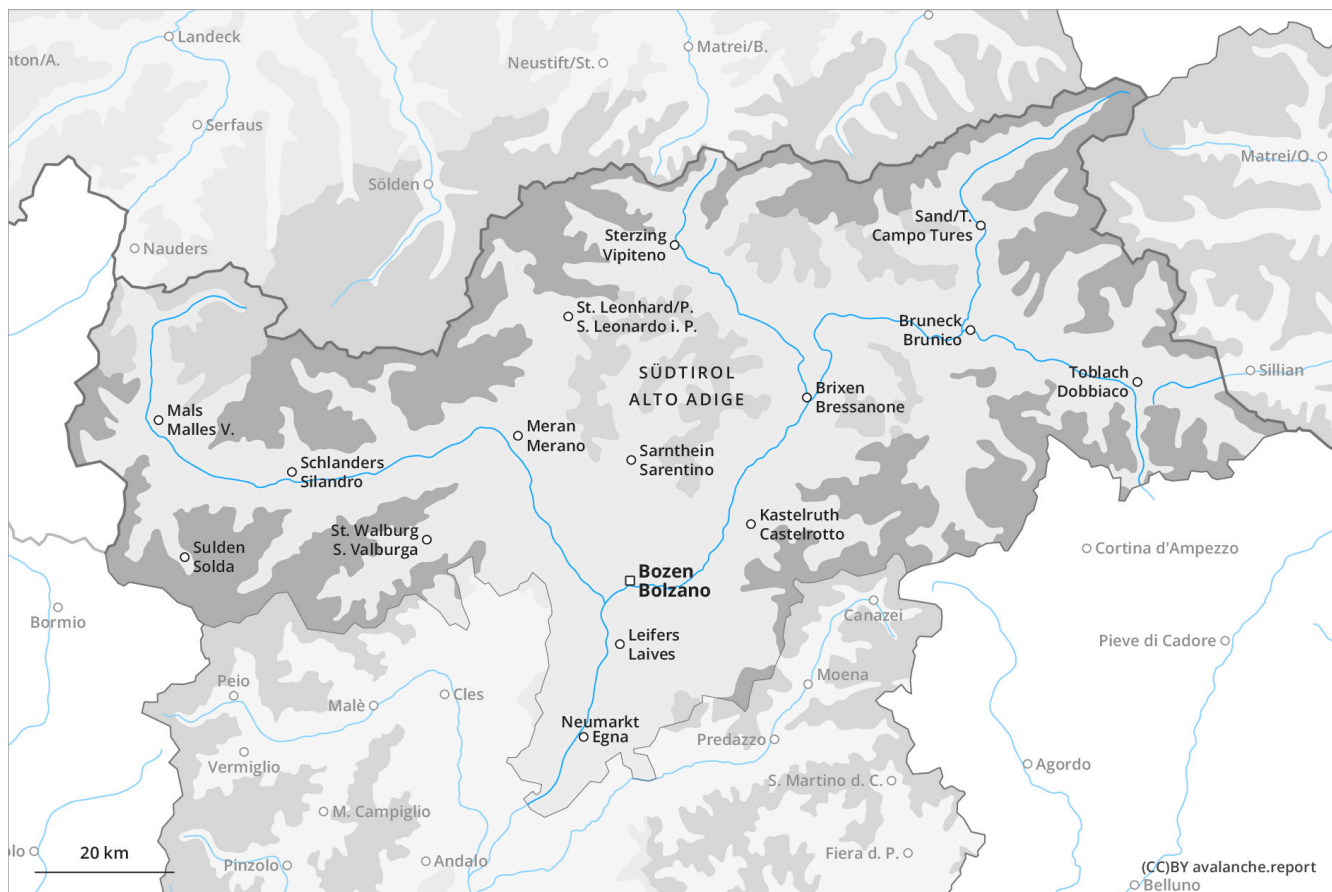 Landeck
nton/A.
Matrei/B.
Neustift/St.
Serfaus
Matrei/O.
Sölden
Sand/T.
Campo Tures
Nauders
Sterzing
Vipiteno
St. Leonhard/P.
S. Leonardo i. P.
Bruneck
Brunico
SÜDTIROL
ALTO ADIGE
Toblach
Dobbiaco
Sillian
Brixen
Bressanone
Mals
Malles V.
Meran
Merano
Sarnthein
Sarentino
Schlanders
Silandro
Kastelruth
Castelrotto
St. Walburg
S. Valburga
Sulden
Solda
Cortina d'Ampezzo
Bozen
Bolzano
Bormio
Canazei
Leifers
Laives
Pieve di Cadore
Peio
Moena
Malè
Cles
Neumarkt
Egna
Predazzo
Vermiglio
Agordo
S. Martino d. C.
M. Campiglio
20 km
olo
Pinzolo
Andalo
Fiera d. P.
(CC)BY avalanche.report
Belluno